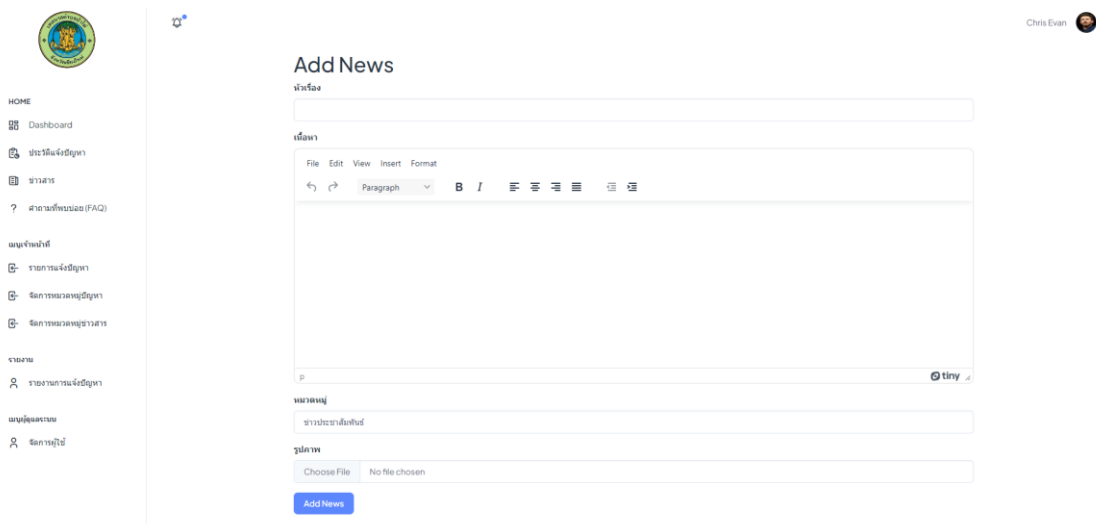 Chris Evan
HOME
Dashboard
ประวัติแจ้งปัญหา
ข่าวสาร
? คำถามที่พบบ่อย (FAQ)
เมนูเจ้าหน้าที่
รายการแจ้งปัญหา
จัดการหมวดหมู่ปัญหา
จัดการหมวดหมู่ข่าวสาร
รายงาน
รายงานการแจ้งปัญหา
เมนูผู้ดูแลระบบ
จัดการผู้ใช้
Add News
หัวเรื่อง
เนื้อหา
File Edit View Insert Format
Paragraph B I
p tiny
หมวดหมู่
ข่าวประชาสัมพันธ์
รูปภาพ
Choose File No file chosen
Add News